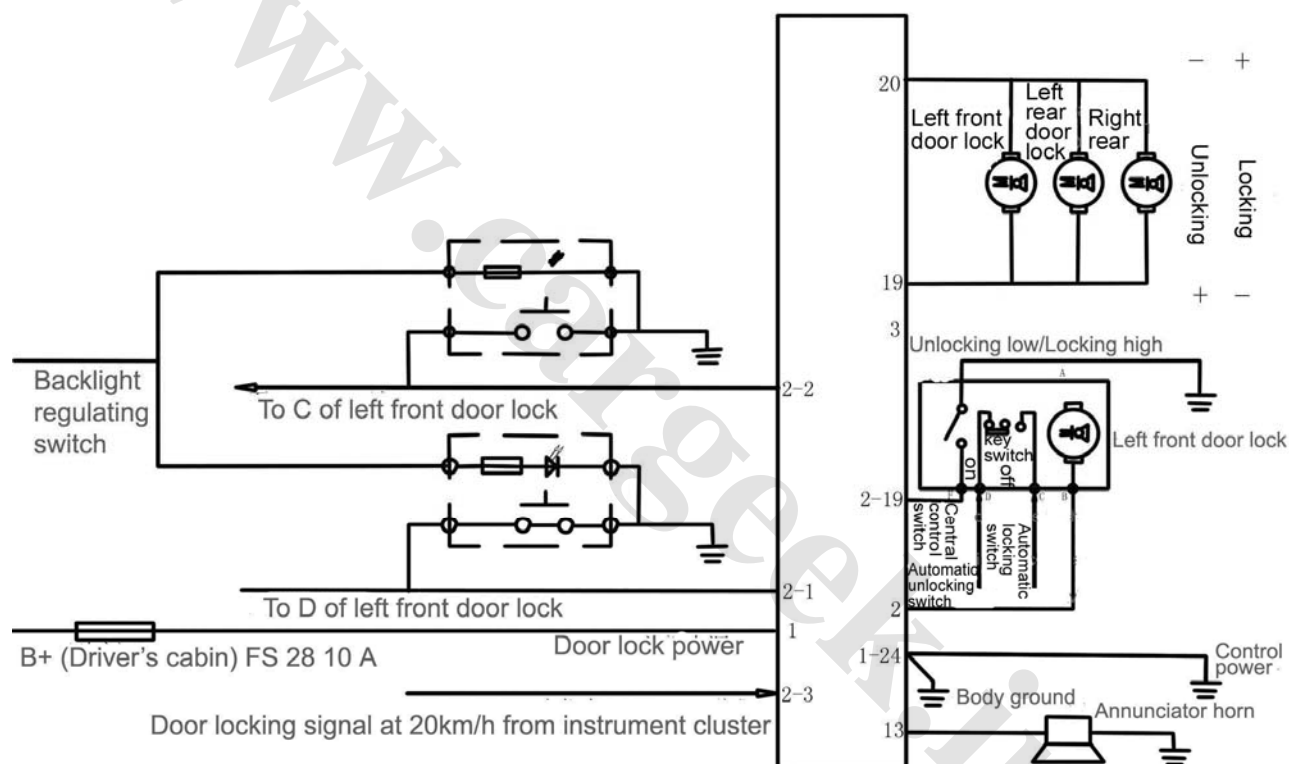 www.cargeek.
20
Left front
door lock
Left
rear
door
lock
Right
rear
− +
Unlocking
Locking
+ −
19
3
Unlocking low/Locking high
A
Backlight
regulating
switch
To C of left front door lock
2-2
key
switch
on
off
Left front door lock
2-19
E D C B
Central
control
switch
Automatic
locking
switch
Automatic
unlocking
switch
To D of left front door lock
2-1
2
B+ (Driver's cabin) FS 28 10 A
Door lock power
1
1-24
Control
power
Body ground
2-3
Door locking signal at 20km/h from instrument cluster
13
Annunciator horn
M
M
M